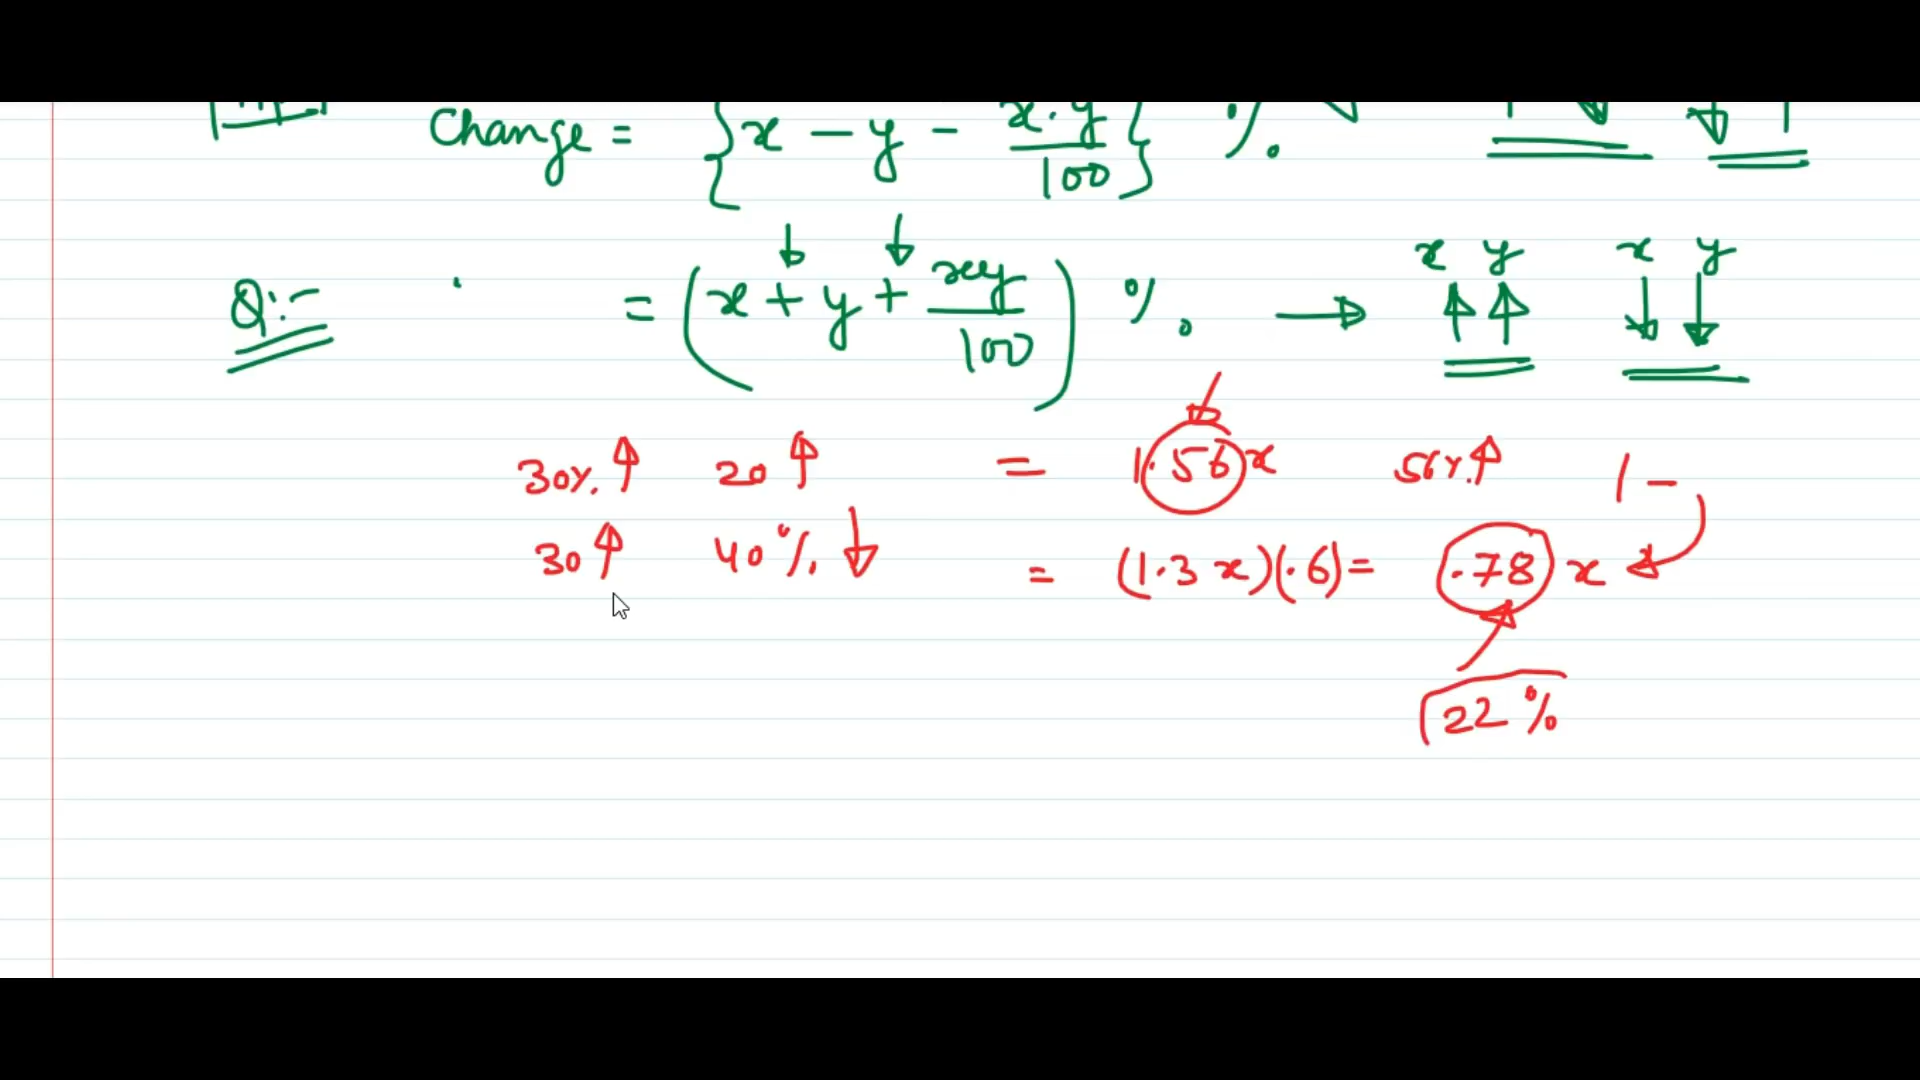 Change = {x - y - x.y/100} %.
x y x y
Q:- = (x + y + xy/100) %. → ↑↑ ↓↓
30%. ↑ 20 ↑ = 1.56x 56%.↑ 1 -
30 ↑ 40%. ↓ = (1.3x)(.6) = .78x
22%